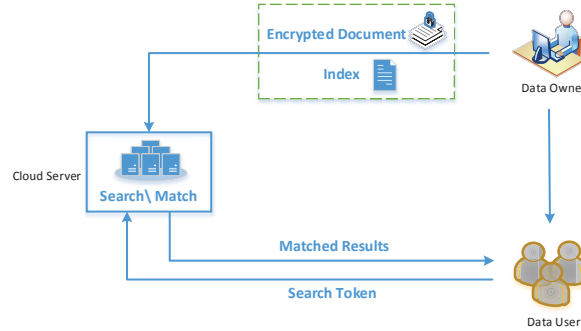 Encrypted Document
Index
Data Owne
Cloud Server
Search\ Match
Matched Results
Search Token
Data User